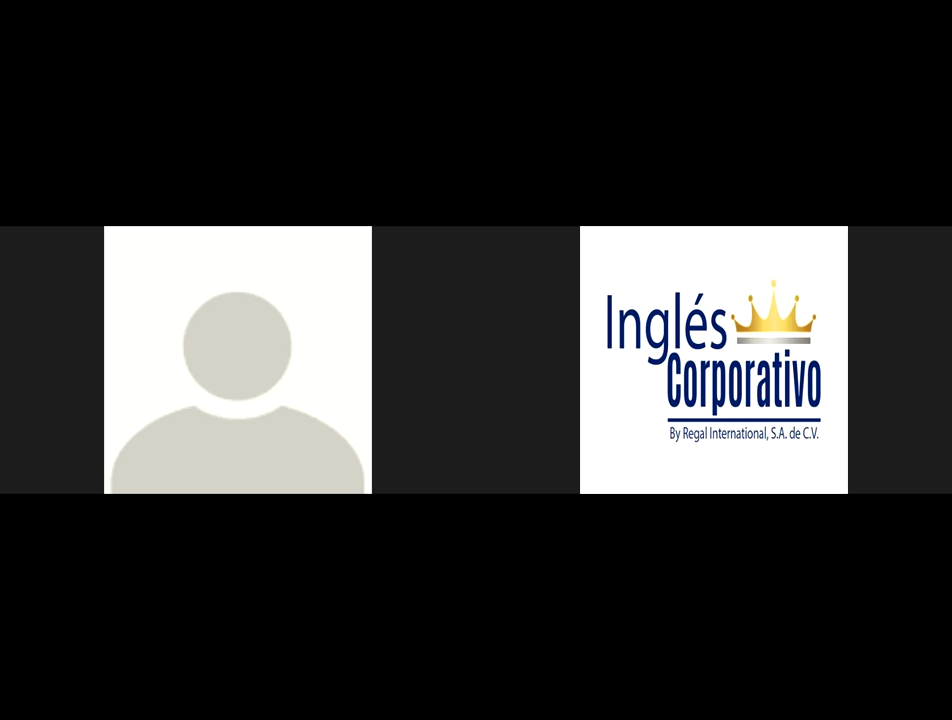 Inglés
Corporativo
By Regal International, S.A. de C.V.